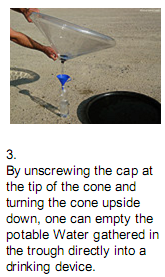 3.
By unscrewing the cap at
the tip of the cone and
turning the cone upside
down, one can empty the
potable Water gathered in
the trough directly into a
drinking device.